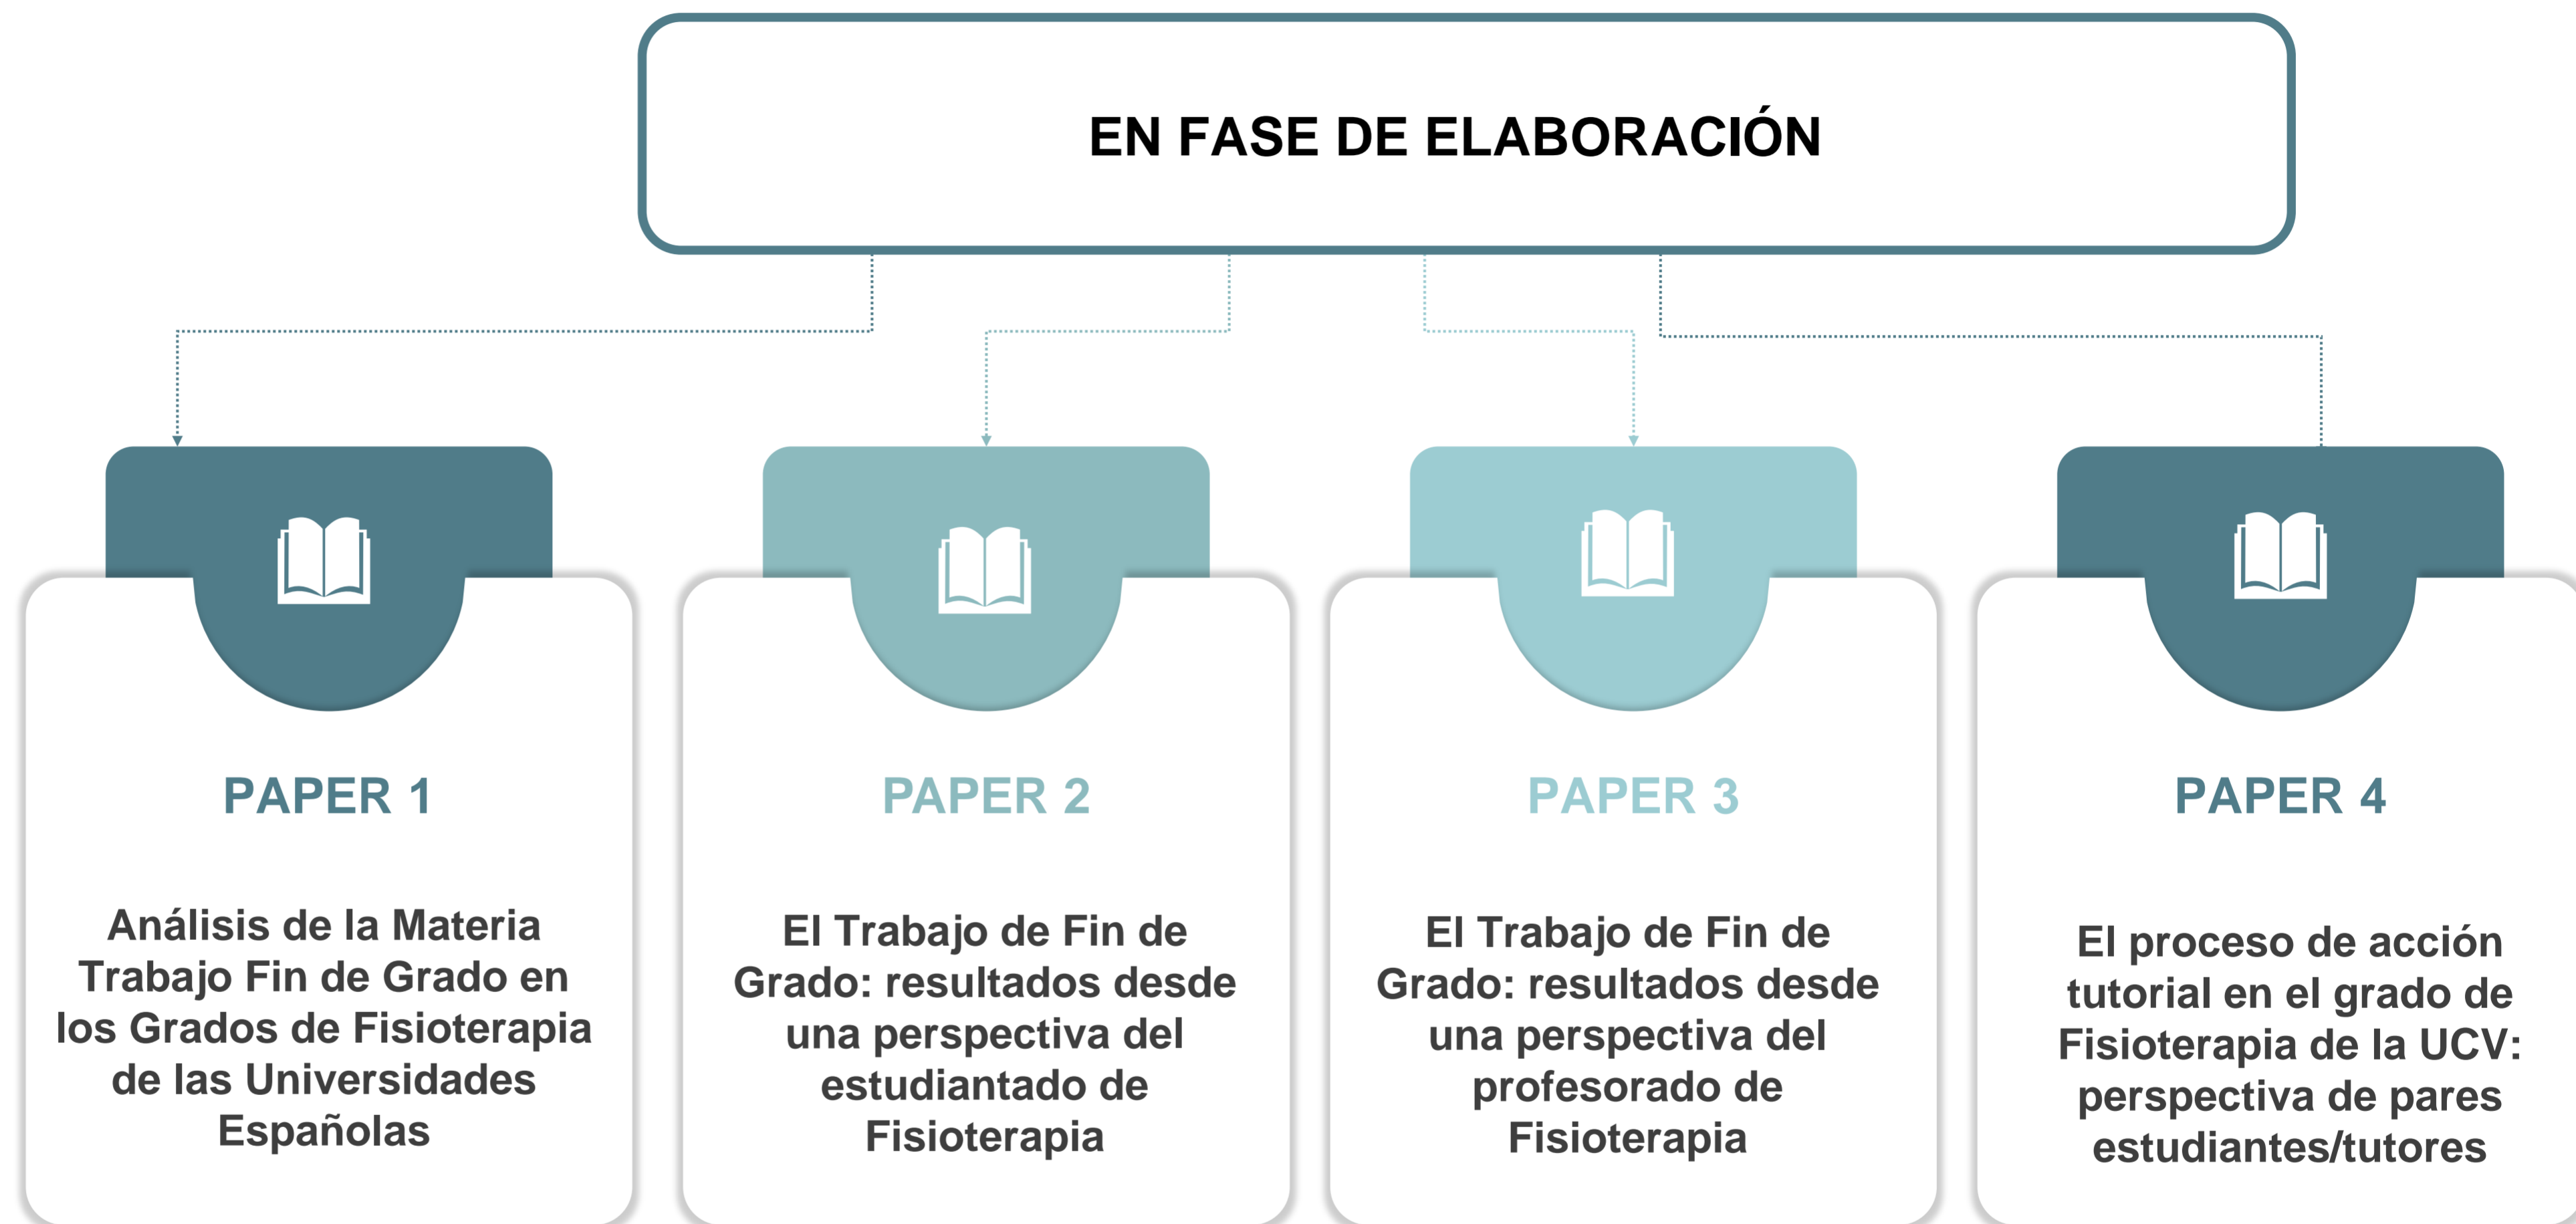 EN FASE DE ELABORACIÓN
PAPER 1
Análisis de la Materia
Trabajo Fin de Grado en
los Grados de Fisioterapia
de las Universidades
Españolas
PAPER 2
El Trabajo de Fin de
Grado: resultados desde
una perspectiva del
estudiantado de
Fisioterapia
PAPER 3
El Trabajo de Fin de
Grado: resultados desde
una perspectiva del
profesorado de
Fisioterapia
PAPER 4
El proceso de acción
tutorial en el grado de
Fisioterapia de la UCV:
perspectiva de pares
estudiantes/tutores